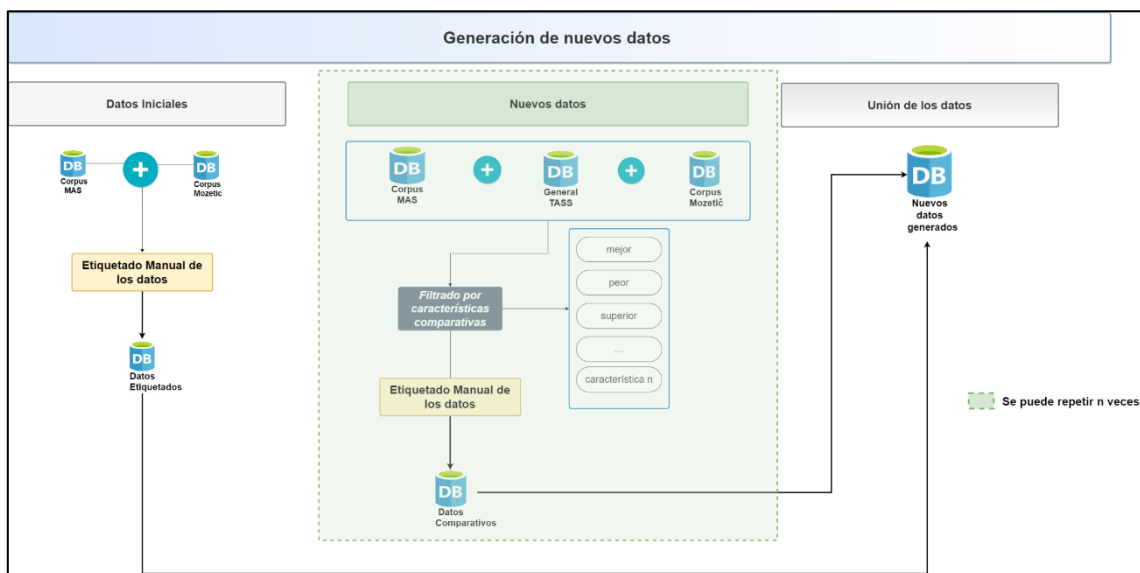 Generación de nuevos datos
Datos Iniciales
DB
Corpus
MAS
+
DB
Corpus
Mozetic
Etiquetado Manual de
los datos
DB
Datos
Etiquetados
Nuevos datos
DB
Corpus
MAS
+
DB
General
TASS
+
DB
Corpus
Mozetič
Filtrado por
características
comparativas
mejor
peor
superior
....
característica n
Etiquetado Manual de
los datos
DB
Datos
Comparativos
Unión de los datos
DB
Nuevos
datos
generados
Se puede repetir n veces